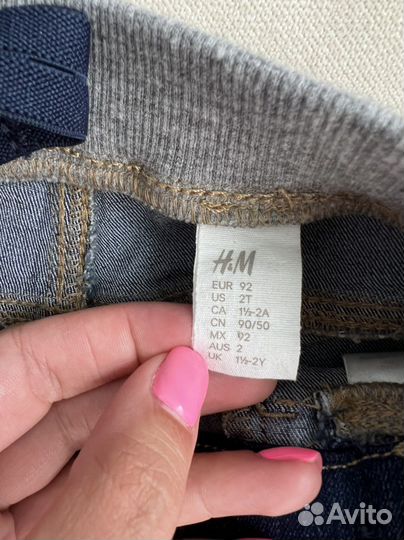 H&M
EUR 92
US 2T
CA 1½-2A
CN 90/50
MX 92
AUS 2
UK 1½-2Y
Avito